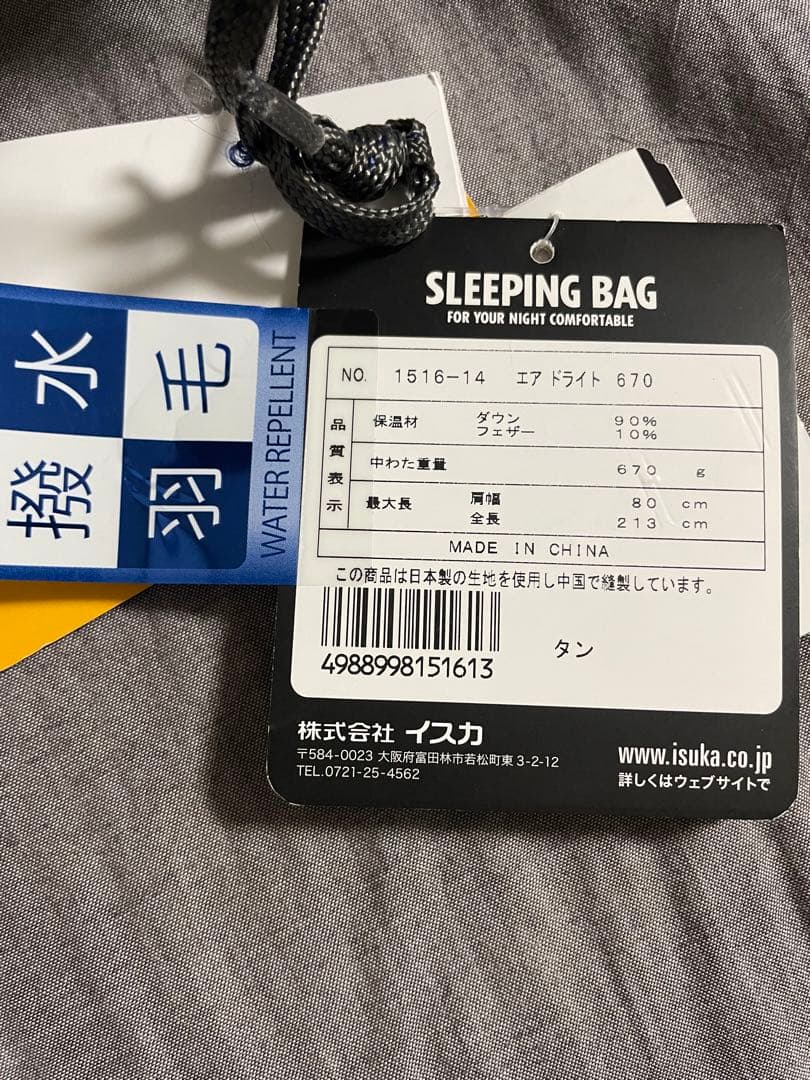 SLEEPING BAG
FOR YOUR NIGHT COMFORTABLE
NO. 1516-14 エア ドライト 670
品質表示
保温材 ダウン 90%
フェザー 10%
中わた重量 670 g
最大長 肩幅 80 cm
全長 213 cm
MADE IN CHINA
この商品は日本製の生地を使用し中国で縫製しています。
4988998151613
タン
株式会社 イスカ
〒584-0023 大阪府富田林市若松町東3-2-12
TEL.0721-25-4562
www.isuka.co.jp
詳しくはウェブサイトで
撥水
羽毛
WATER REPELLENT